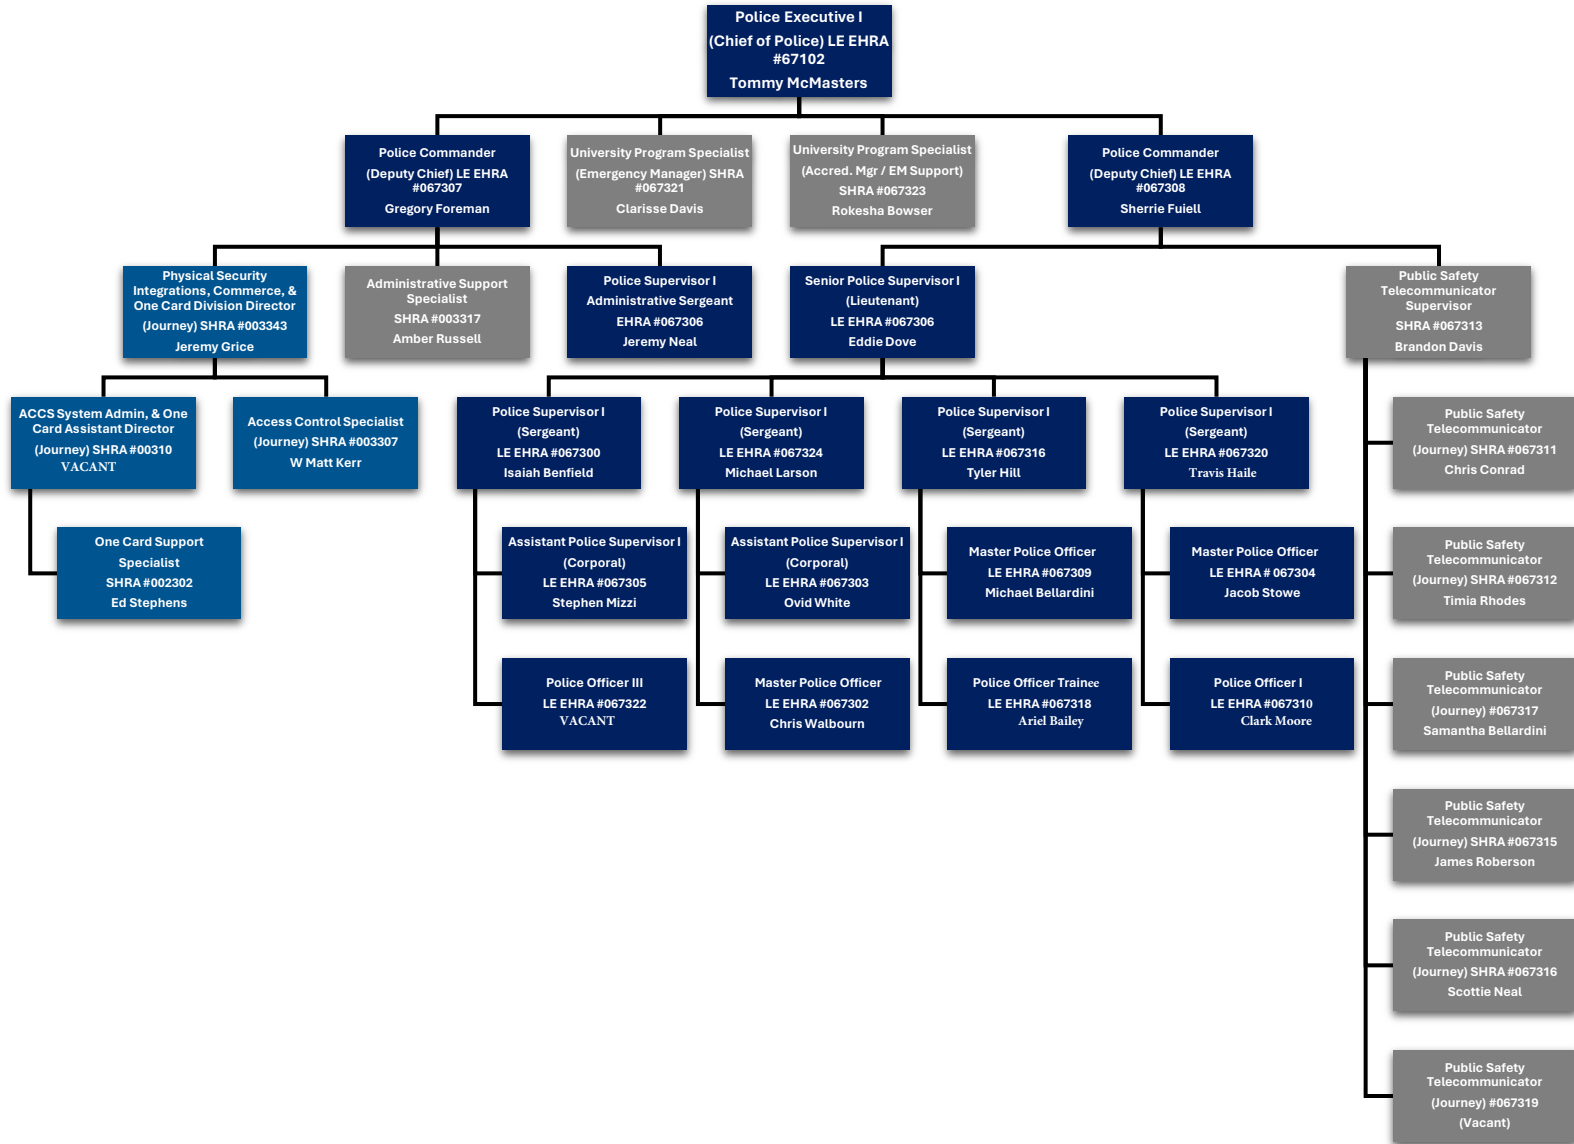 Police Executive I
(Chief of Police) LE EHRA
#67102
Tommy McMasters
Police Commander
(Deputy Chief) LE EHRA
#067307
Gregory Foreman
University Program Specialist
(Emergency Manager) SHRA
#067321
Clarisse Davis
University Program Specialist
(Accred. Mgr / EM Support)
SHRA #067323
Rokesha Bowser
Police Commander
(Deputy Chief) LE EHRA
#067308
Sherrie Fuiell
Physical Security
Integrations, Commerce, &
One Card Division Director
(Journey) SHRA #003343
Jeremy Grice
Administrative Support
Specialist
SHRA #003317
Amber Russell
Police Supervisor I
Administrative Sergeant
EHRA #067306
Jeremy Neal
Senior Police Supervisor I
(Lieutenant)
LE EHRA #067306
Eddie Dove
Public Safety
Telecommunicator
Supervisor
SHRA #067313
Brandon Davis
ACCS System Admin, & One
Card Assistant Director
(Journey) SHRA #00310
VACANT
Access Control Specialist
(Journey) SHRA #003307
W Matt Kerr
Police Supervisor I
(Sergeant)
LE EHRA #067300
Isaiah Benfield
Police Supervisor I
(Sergeant)
LE EHRA #067324
Michael Larson
Police Supervisor I
(Sergeant)
LE EHRA #067316
Tyler Hill
Police Supervisor I
(Sergeant)
LE EHRA #067320
Travis Haile
Public Safety
Telecommunicator
(Journey) SHRA #067311
Chris Conrad
One Card Support
Specialist
SHRA #002302
Ed Stephens
Assistant Police Supervisor I
(Corporal)
LE EHRA #067305
Stephen Mizzi
Assistant Police Supervisor I
(Corporal)
LE EHRA #067303
Ovid White
Master Police Officer
LE EHRA #067309
Michael Bellardini
Master Police Officer
LE EHRA # 067304
Jacob Stowe
Public Safety
Telecommunicator
(Journey) SHRA #067312
Timia Rhodes
Police Officer III
LE EHRA #067322
VACANT
Master Police Officer
LE EHRA #067302
Chris Walbourn
Police Officer Trainee
LE EHRA #067318
Ariel Bailey
Police Officer I
LE EHRA #067310
Clark Moore
Public Safety
Telecommunicator
(Journey) #067317
Samantha Bellardini
Public Safety
Telecommunicator
(Journey) SHRA #067315
James Roberson
Public Safety
Telecommunicator
(Journey) SHRA #067316
Scottie Neal
Public Safety
Telecommunicator
(Journey) #067319
(Vacant)